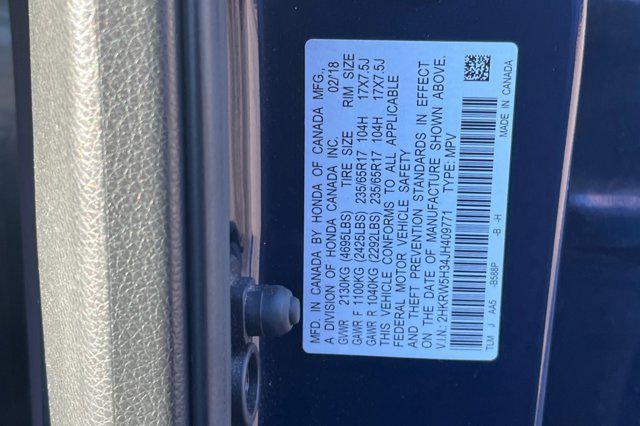 MFD. IN CANADA BY HONDA OF CANADA MFG.,
A DIVISION OF HONDA CANADA INC. 02/18
GVWR 2130KG (4695LBS) TIRE SIZE RIM SIZE
GAWR F 1100KG (2425LBS) 235/65R17 104H 17X7.5J
GAWR R 1040KG (2292LBS) 235/65R17 104H 17X7.5J
THIS VEHICLE CONFORMS TO ALL APPLICABLE
FEDERAL MOTOR VEHICLE SAFETY
AND THEFT PREVENTION STANDARDS IN EFFECT
ON THE DATE OF MANUFACTURE SHOWN ABOVE.
V.I.N.: 2HKRW5H34JH409771 TYPE: MPV
TLM J AA5 -B588P -B -H
MADE IN CANADA